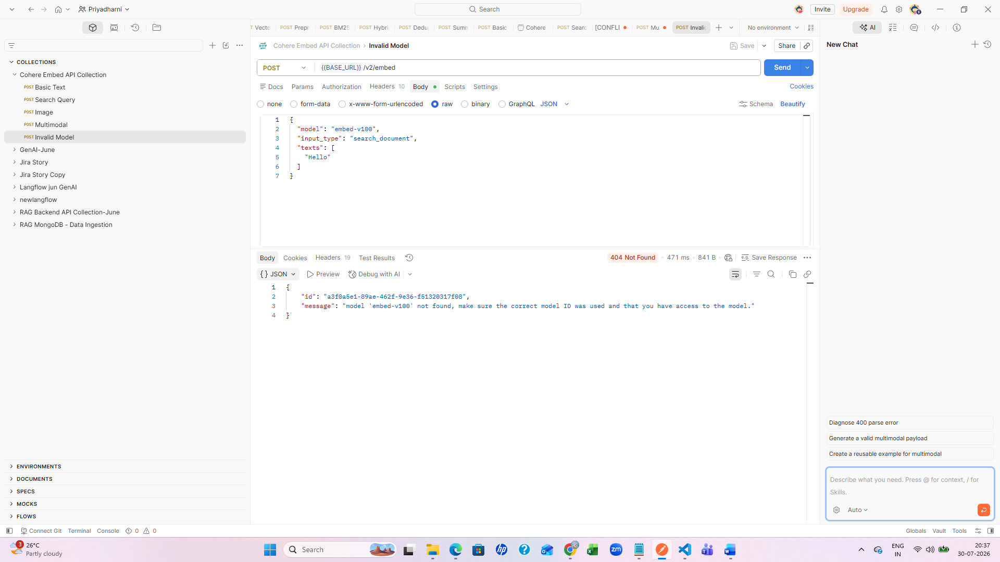 Priyadharni
Search
Invite
Upgrade
T Vecto
POST Prepr
POST BM25
POST Hybri
POST Dedu
POST Summ
POST Basic
Cohere
POST Searc
[CONFLI
POST Mu
POST Invalid
No environment
AI
Cohere Embed API Collection › Invalid Model
Save
Share
New Chat
COLLECTIONS
Cohere Embed API Collection
POST Basic Text
POST Search Query
POST Image
POST Multimodal
POST Invalid Model
GenAI-June
Jira Story
Jira Story Copy
Langflow jun GenAI
newlangflow
RAG Backend API Collection-June
RAG MongoDB - Data Ingestion
ENVIRONMENTS
DOCUMENTS
SPECS
MOCKS
FLOWS
HTTP
POST
{{BASE_URL}} /v2/embed
Send
Docs
Params
Authorization
Headers 10
Body
Scripts
Settings
Cookies
none
form-data
x-www-form-urlencoded
raw
binary
GraphQL
JSON
Schema
Beautify
1 {
2 "model": "embed-v100",
3 "input_type": "search_document",
4 "texts": [
5 "Hello"
6 ]
7 }
Body
Cookies
Headers 19
Test Results
404 Not Found
471 ms
841 B
e.g. Save Response
{} JSON
Preview
Debug with AI
1 {
2 "id": "a3f0a5e1-89ae-462f-9e36-f51320317f08",
3 "message": "model 'embed-v100' not found, make sure the correct model ID was used and that you have access to the model."
4 }
Diagnose 400 parse error
Generate a valid multimodal payload
Create a reusable example for multimodal
Describe what you need. Press @ for context, / for
Skills.
Auto
Connect Git
Terminal
Console
0
0
Globals
Vault
Tools
3
26°C
Partly cloudy
Search
hp
zm
ENG
IN
20:37
30-07-2026